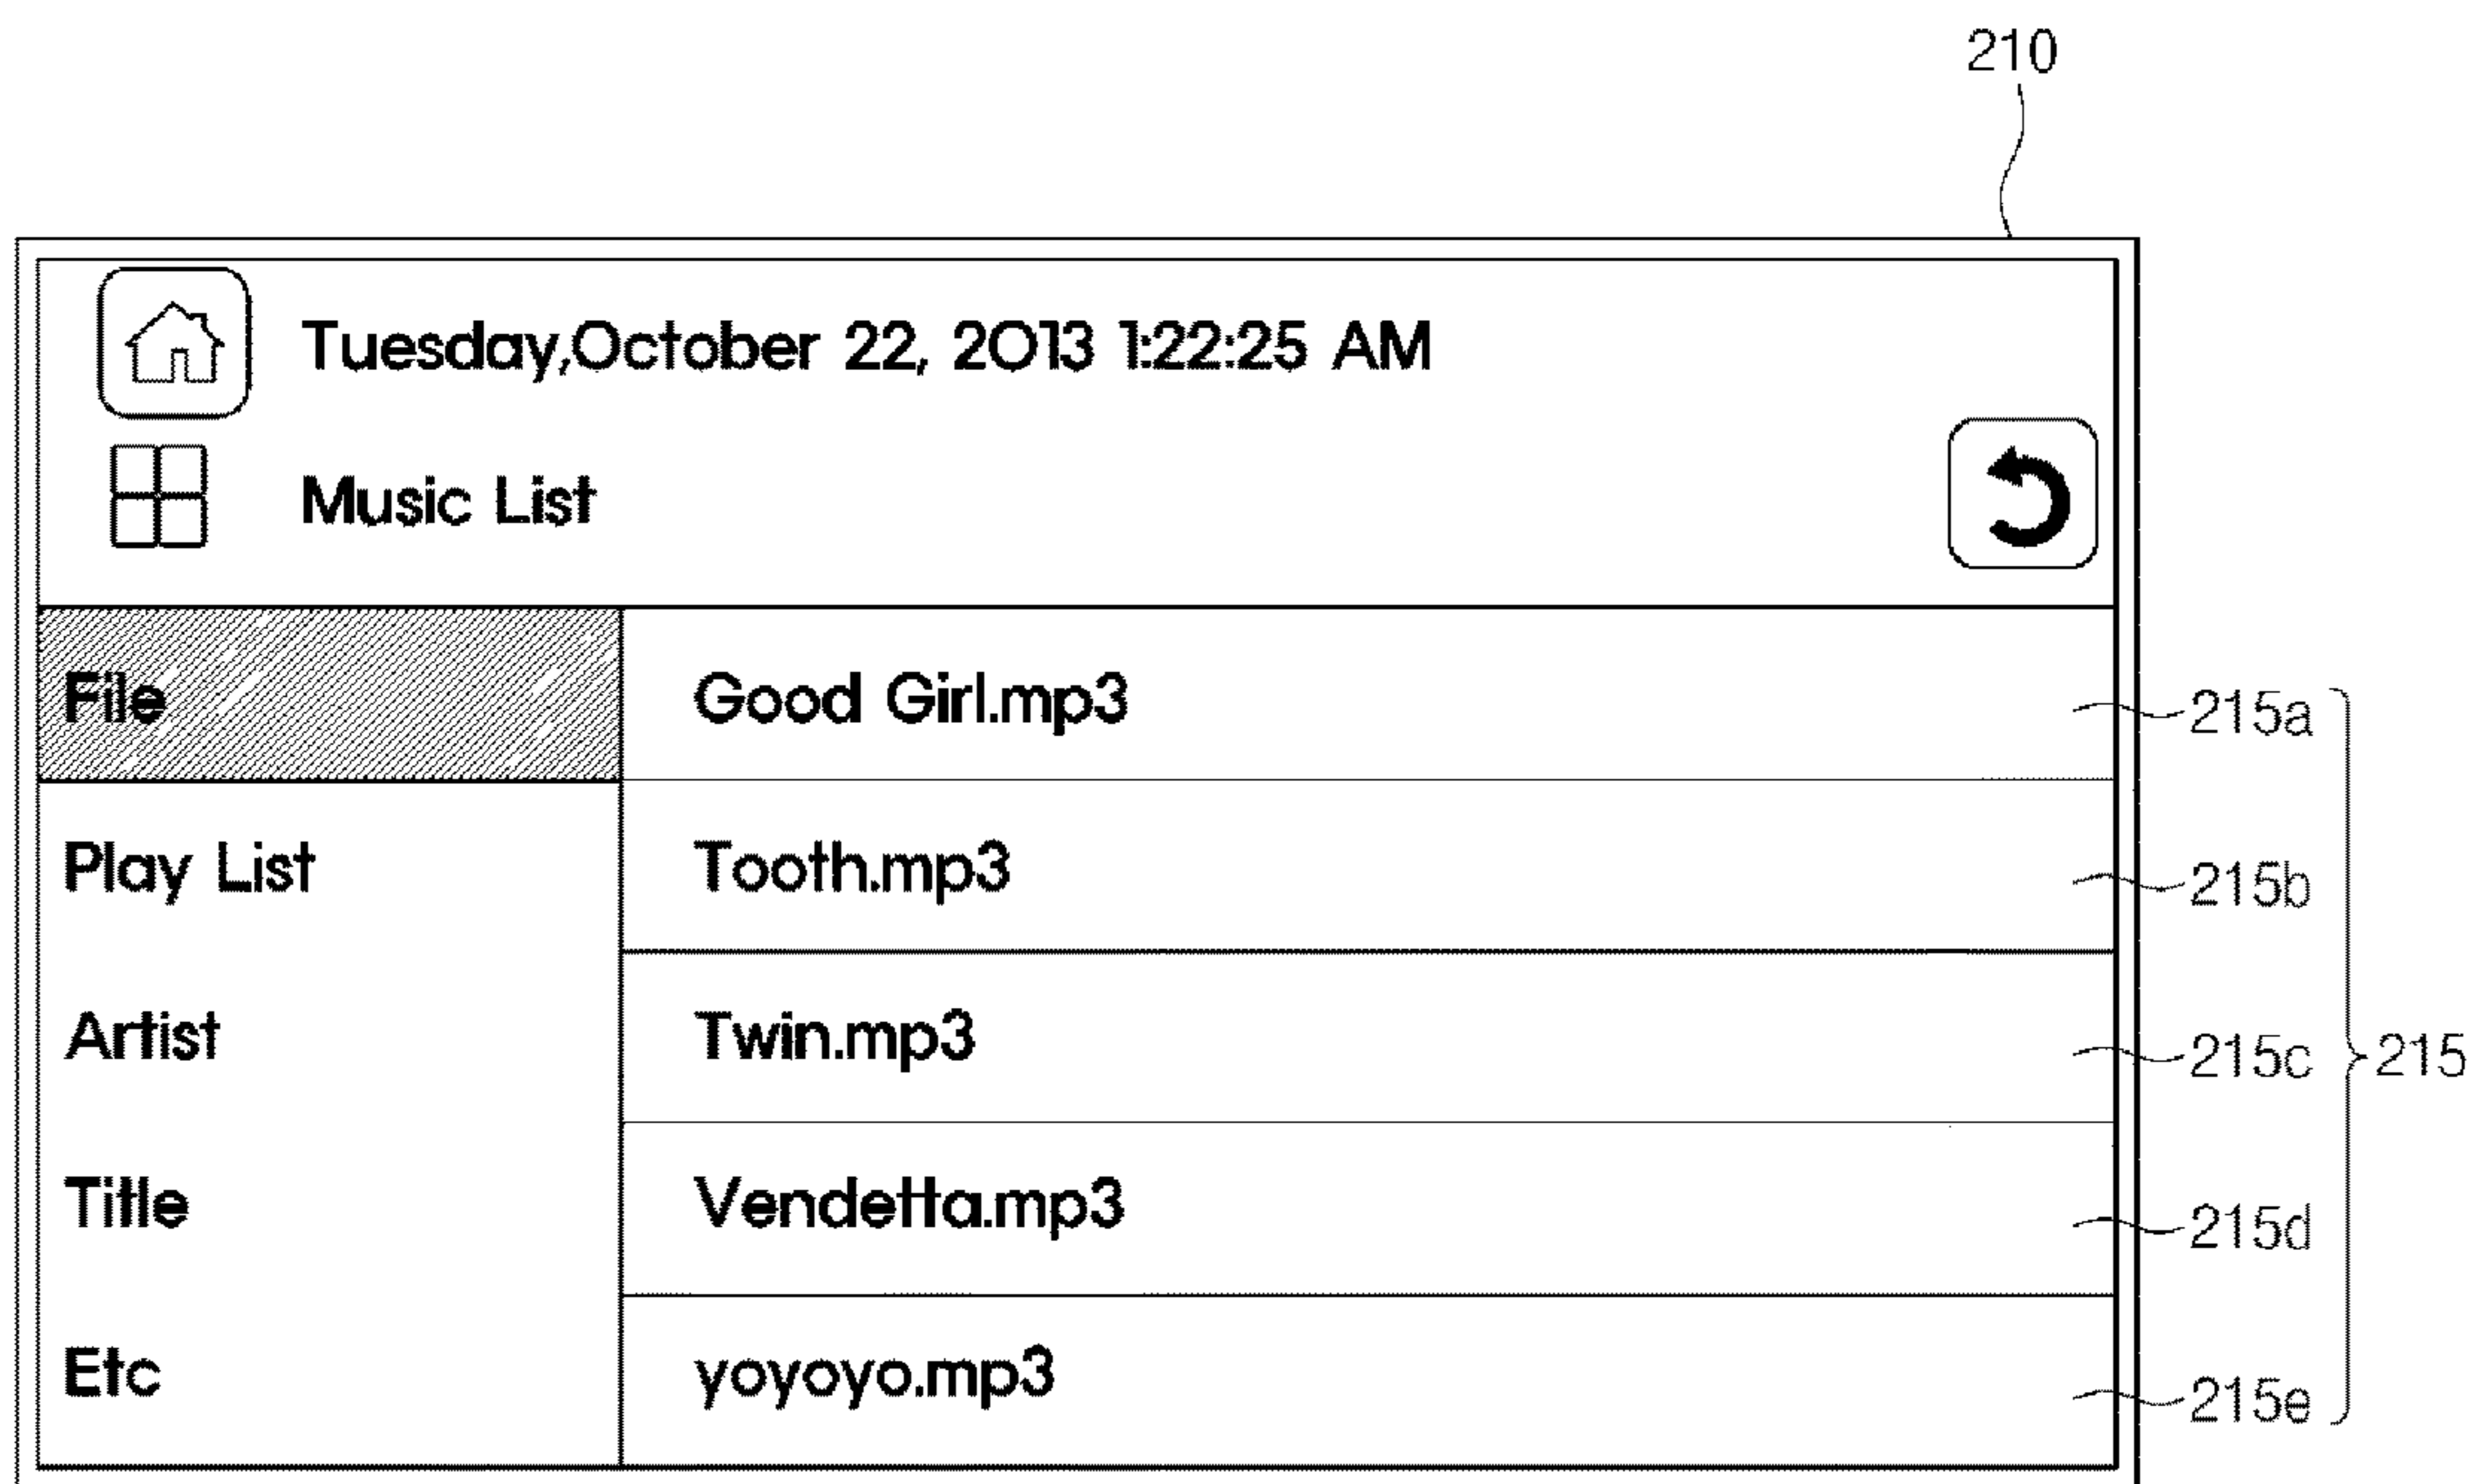 210
Tuesday,October 22, 2013 1:22:25 AM
Music List
File Good Girl.mp3 215a
Play List Tooth.mp3 215b
Artist Twin.mp3 215c 215
Title Vendetta.mp3 215d
Etc yoyoyo.mp3 215e